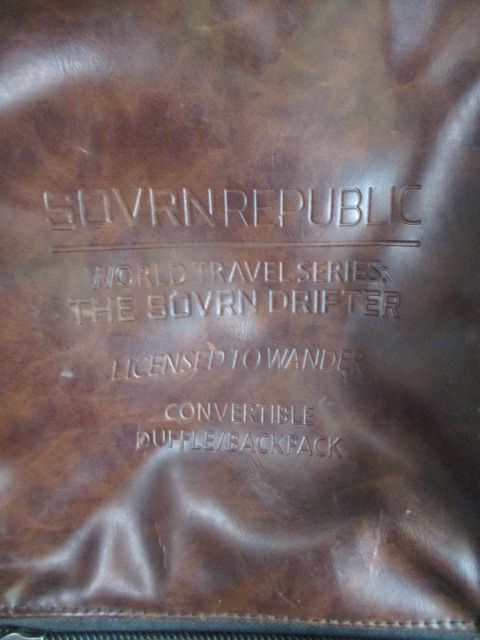 SOVRN REPUBLIC
WORLD TRAVEL SERIES:
THE SOVRN DRIFTER
LICENSED TO WANDER
CONVERTIBLE
DUFFLE/BACKPACK